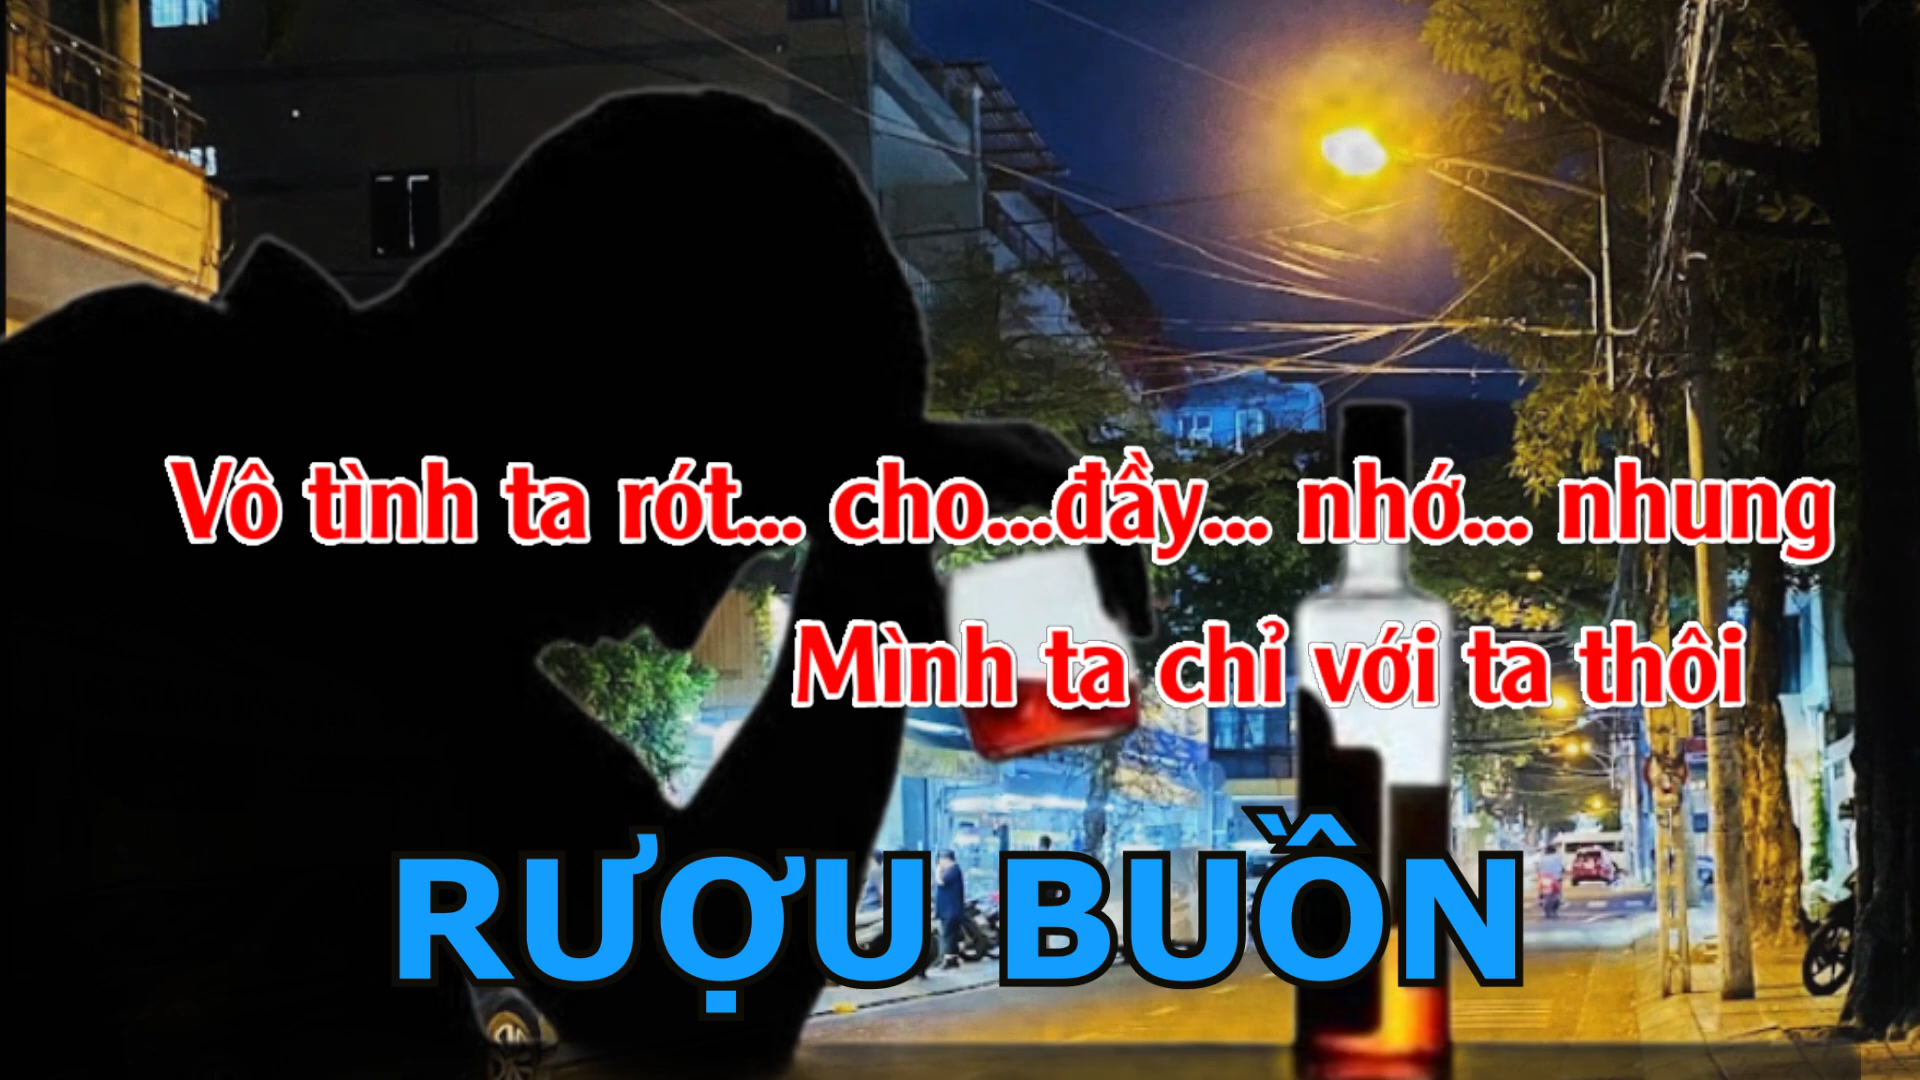 Vô tình ta rót... cho...đầy... nhớ... nhung
Mình ta chỉ với ta thôi
RƯỢU BUỒN